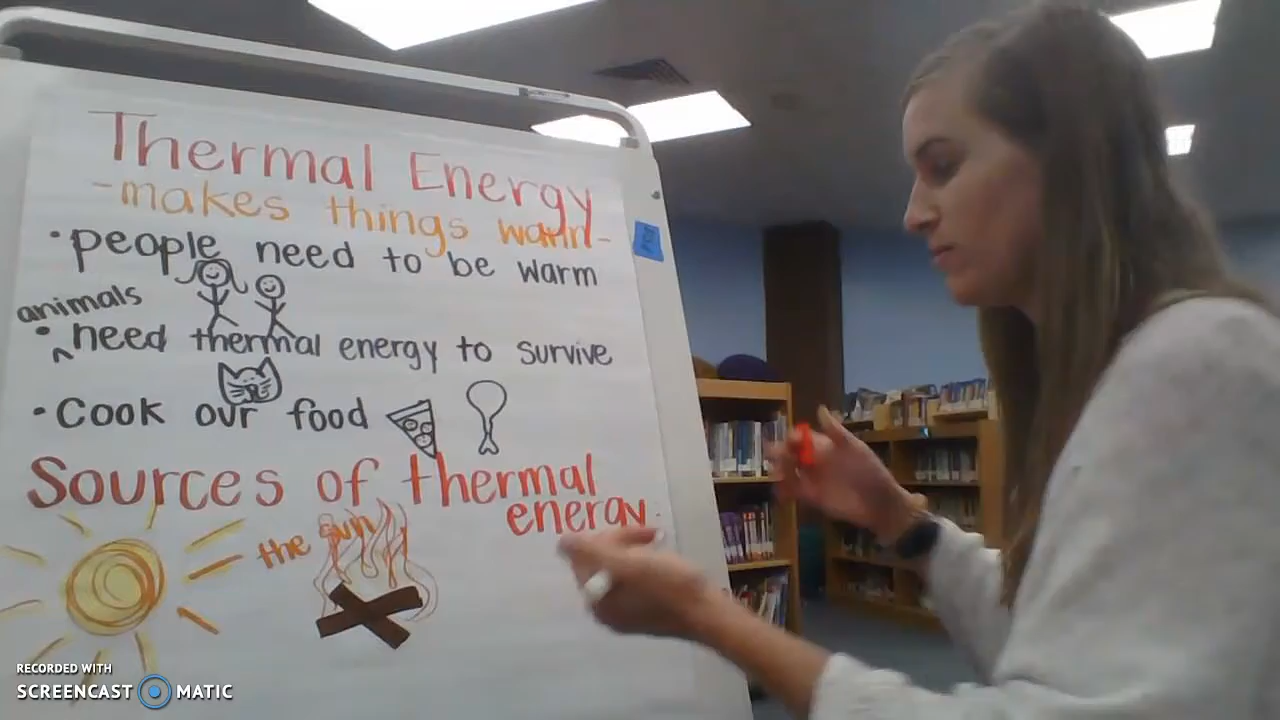 Thermal Energy
-makes things warm-
• people need to be warm
animals
• ^need thermal energy to survive
• Cook our food
Sources of thermal
energy
the sun
RECORDED WITH
SCREENCAST MATIC